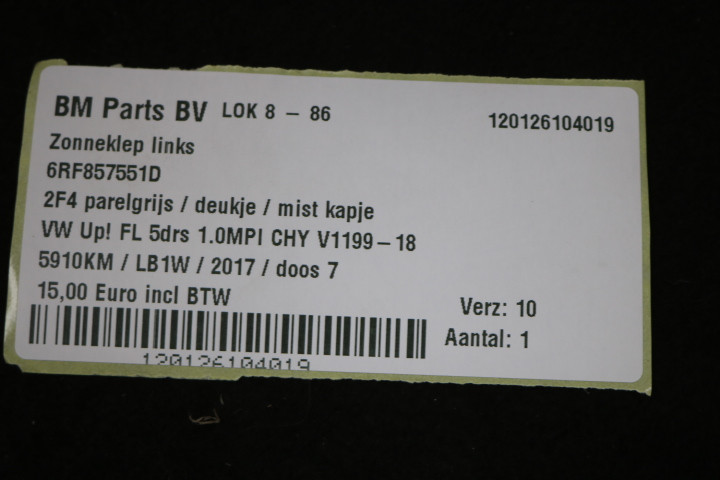 BM Parts BV LOK 8 – 86 120126104019
Zonneklep links
6RF857551D
2F4 parelgrijs / deukje / mist kapje
VW Up! FL 5drs 1.0MPI CHY V1199–18
5910KM / LB1W / 2017 / doos 7
15,00 Euro incl BTW
Verz: 10
Aantal: 1
120126104019